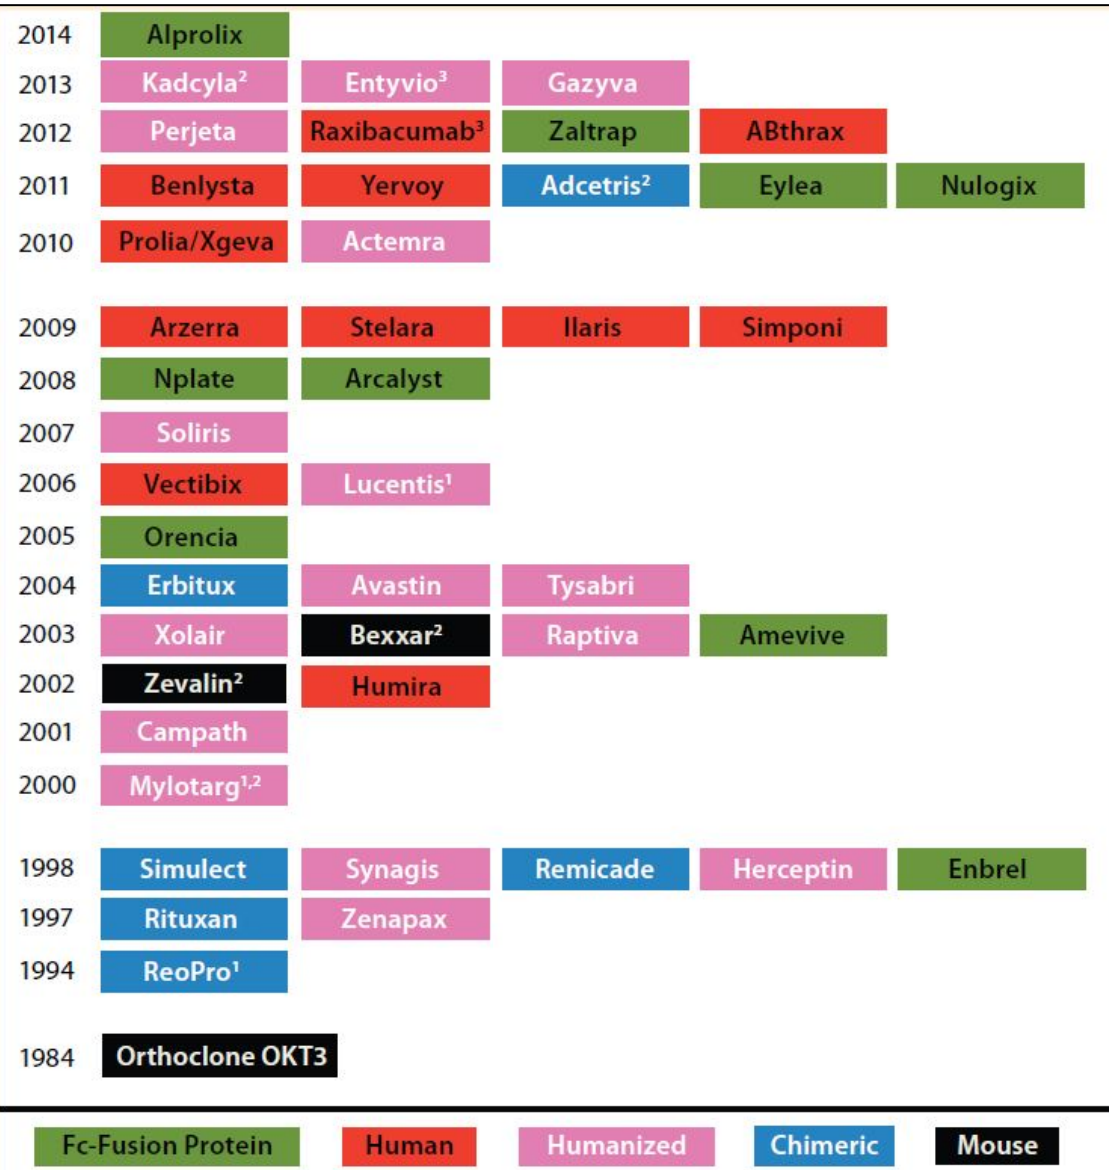 2014 Alprolix
2013 Kadcyla² Entyvio³ Gazyva
2012 Perjeta Raxibacumab³ Zaltrap ABthrax
2011 Benlysta Yervoy Adcetris² Eylea Nulogix
2010 Prolia/Xgeva Actemra
2009 Arzerra Stelara Ilaris Simponi
2008 Nplate Arcalyst
2007 Soliris
2006 Vectibix Lucentis¹
2005 Orencia
2004 Erbitux Avastin Tysabri
2003 Xolair Bexxar² Raptiva Amevive
2002 Zevalin² Humira
2001 Campath
2000 Mylotarg¹,²
1998 Simulect Synagis Remicade Herceptin Enbrel
1997 Rituxan Zenapax
1994 ReoPro¹
1984 Orthoclone OKT3
Fc-Fusion Protein Human Humanized Chimeric Mouse